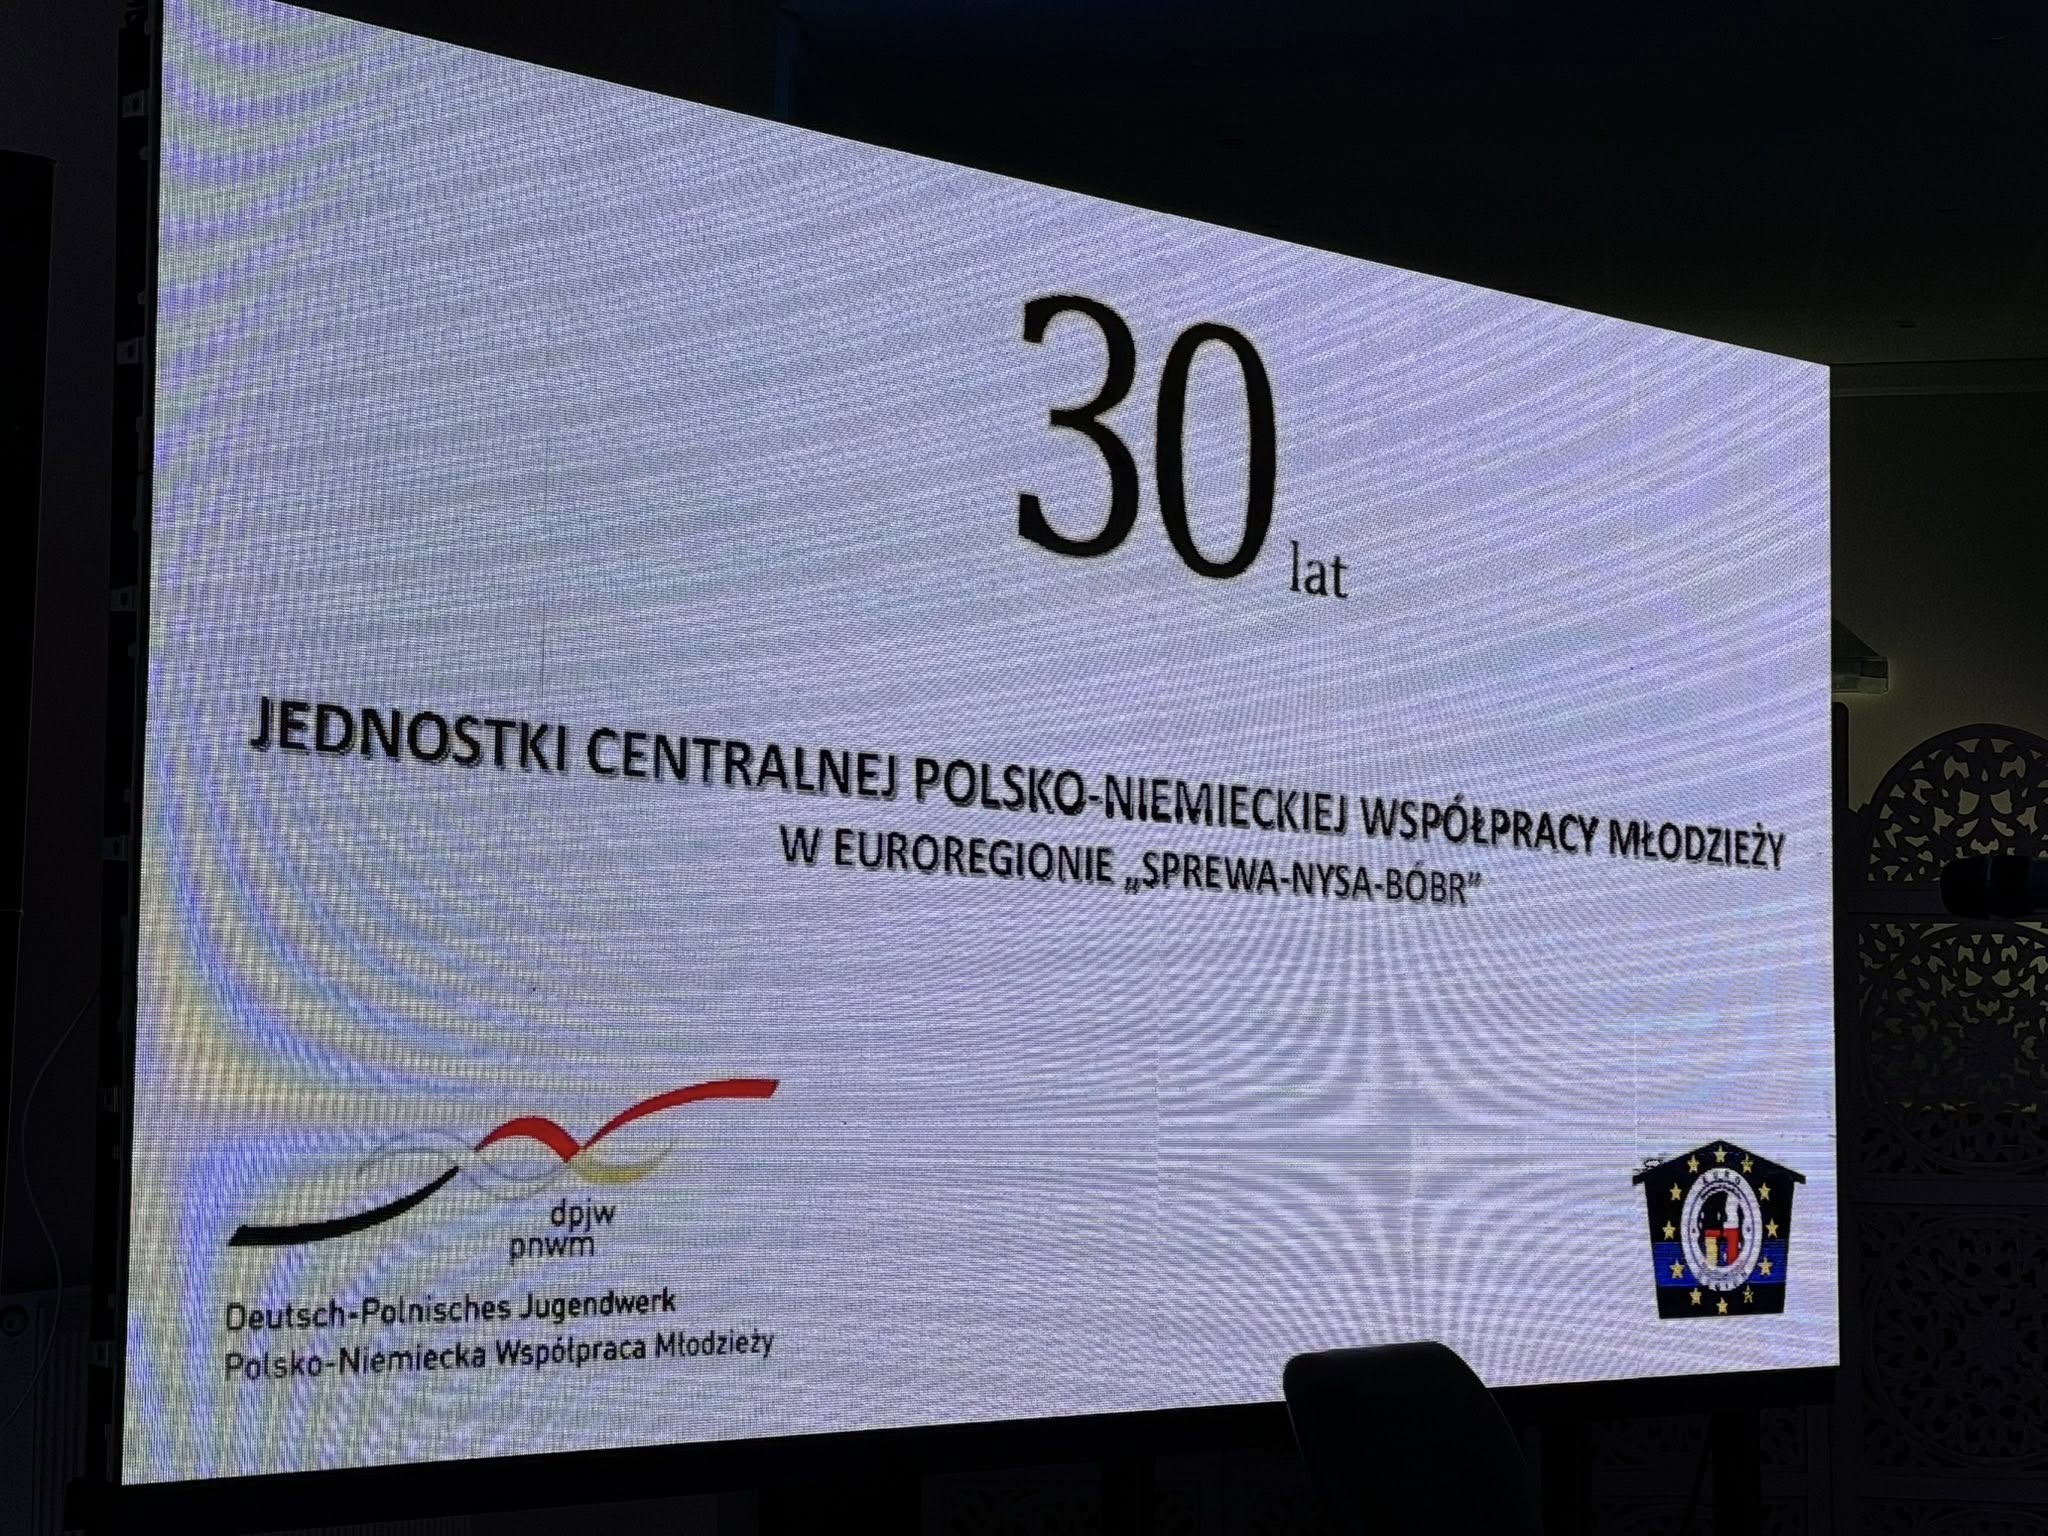 30
lat
JEDNOSTKI CENTRALNEJ POLSKO-NIEMIECKIEJ WSPÓŁPRACY MŁODZIEŻY
W EUROREGIONIE „SPREWA-NYSA-BÓBR”
dpjw
pnwm
Deutsch-Polnisches Jugendwerk
Polsko-Niemiecka Współpraca Młodzieży